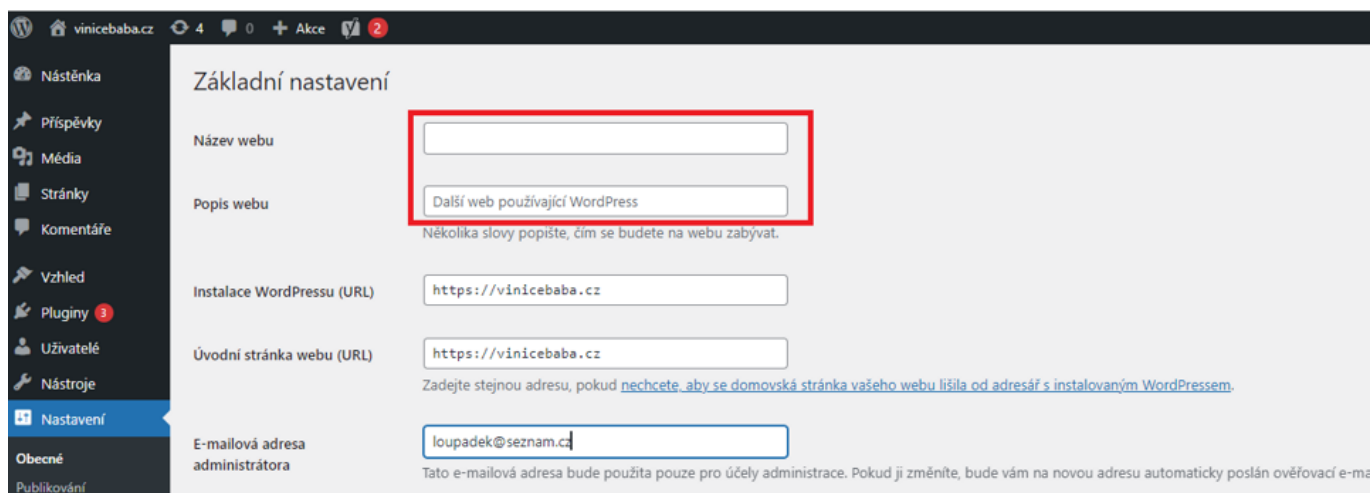 vinicebaba.cz 4 0 + Akce 2
Nástěnka
Příspěvky
Média
Stránky
Komentáře
Vzhled
Pluginy 3
Uživatelé
Nástroje
Nastavení
Obecné
Publikování
Základní nastavení
Název webu
Popis webu
Další web používající WordPress
Několika slovy popište, čím se budete na webu zabývat.
Instalace WordPressu (URL)
https://vinicebaba.cz
Úvodní stránka webu (URL)
https://vinicebaba.cz
Zadejte stejnou adresu, pokud nechcete, aby se domovská stránka vašeho webu lišila od adresář s instalovaným WordPressem.
E-mailová adresa
administrátora
loupadek@seznam.cz
Tato e-mailová adresa bude použita pouze pro účely administrace. Pokud ji změníte, bude vám na novou adresu automaticky poslán ověřovací e-ma